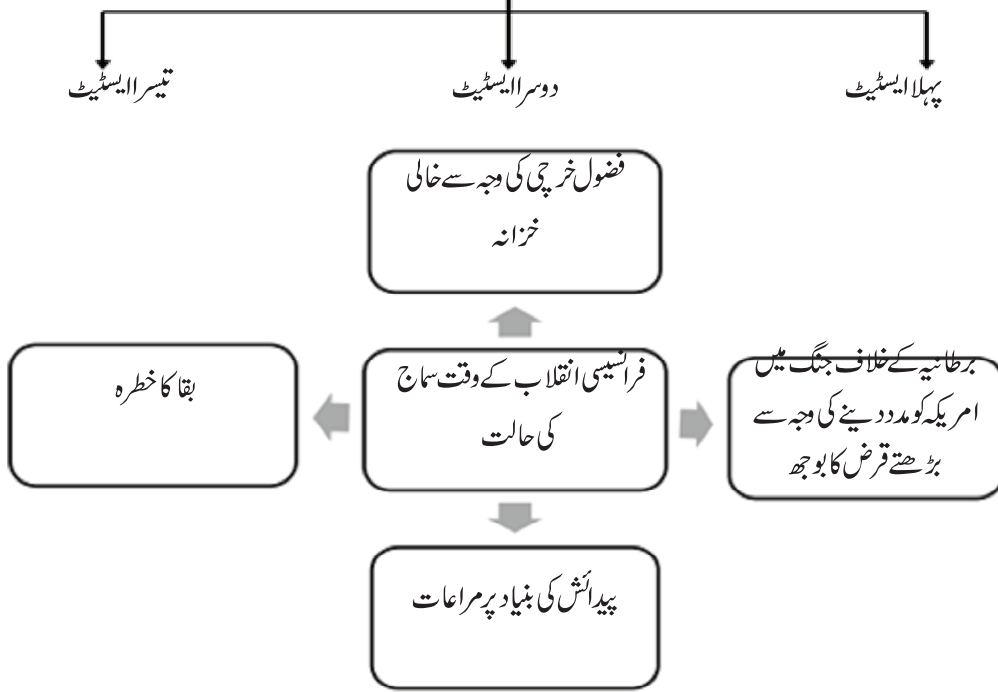 پہلا ایسٹیٹ
دوسرا ایسٹیٹ
تیسرا ایسٹیٹ
فضول خرچی کی وجہ سے خالی
خزانہ
برطانیہ کے خلاف جنگ میں
امریکہ کو مدد دینے کی وجہ سے
بڑھتے قرض کا بوجھ
فرانسیسی انقلاب کے وقت سماج
کی حالت
بقا کا خطرہ
پیدائش کی بنیاد پر مراعات